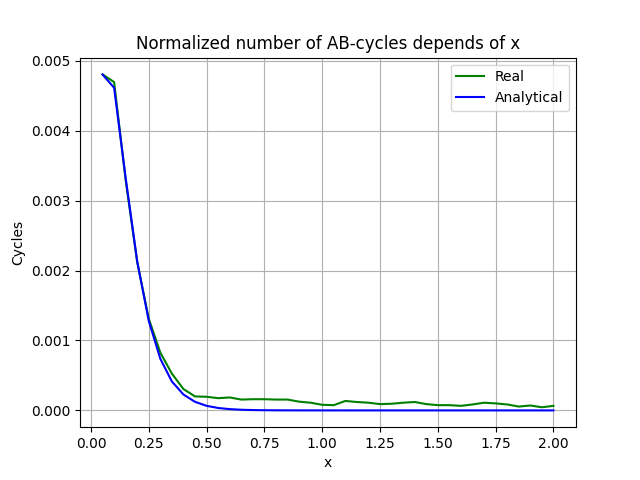 Normalized number of AB-cycles depends of x
Real
Analytical
Cycles
0.005
0.004
0.003
0.002
0.001
0.000
0.00 0.25 0.50 0.75 1.00 1.25 1.50 1.75 2.00
x